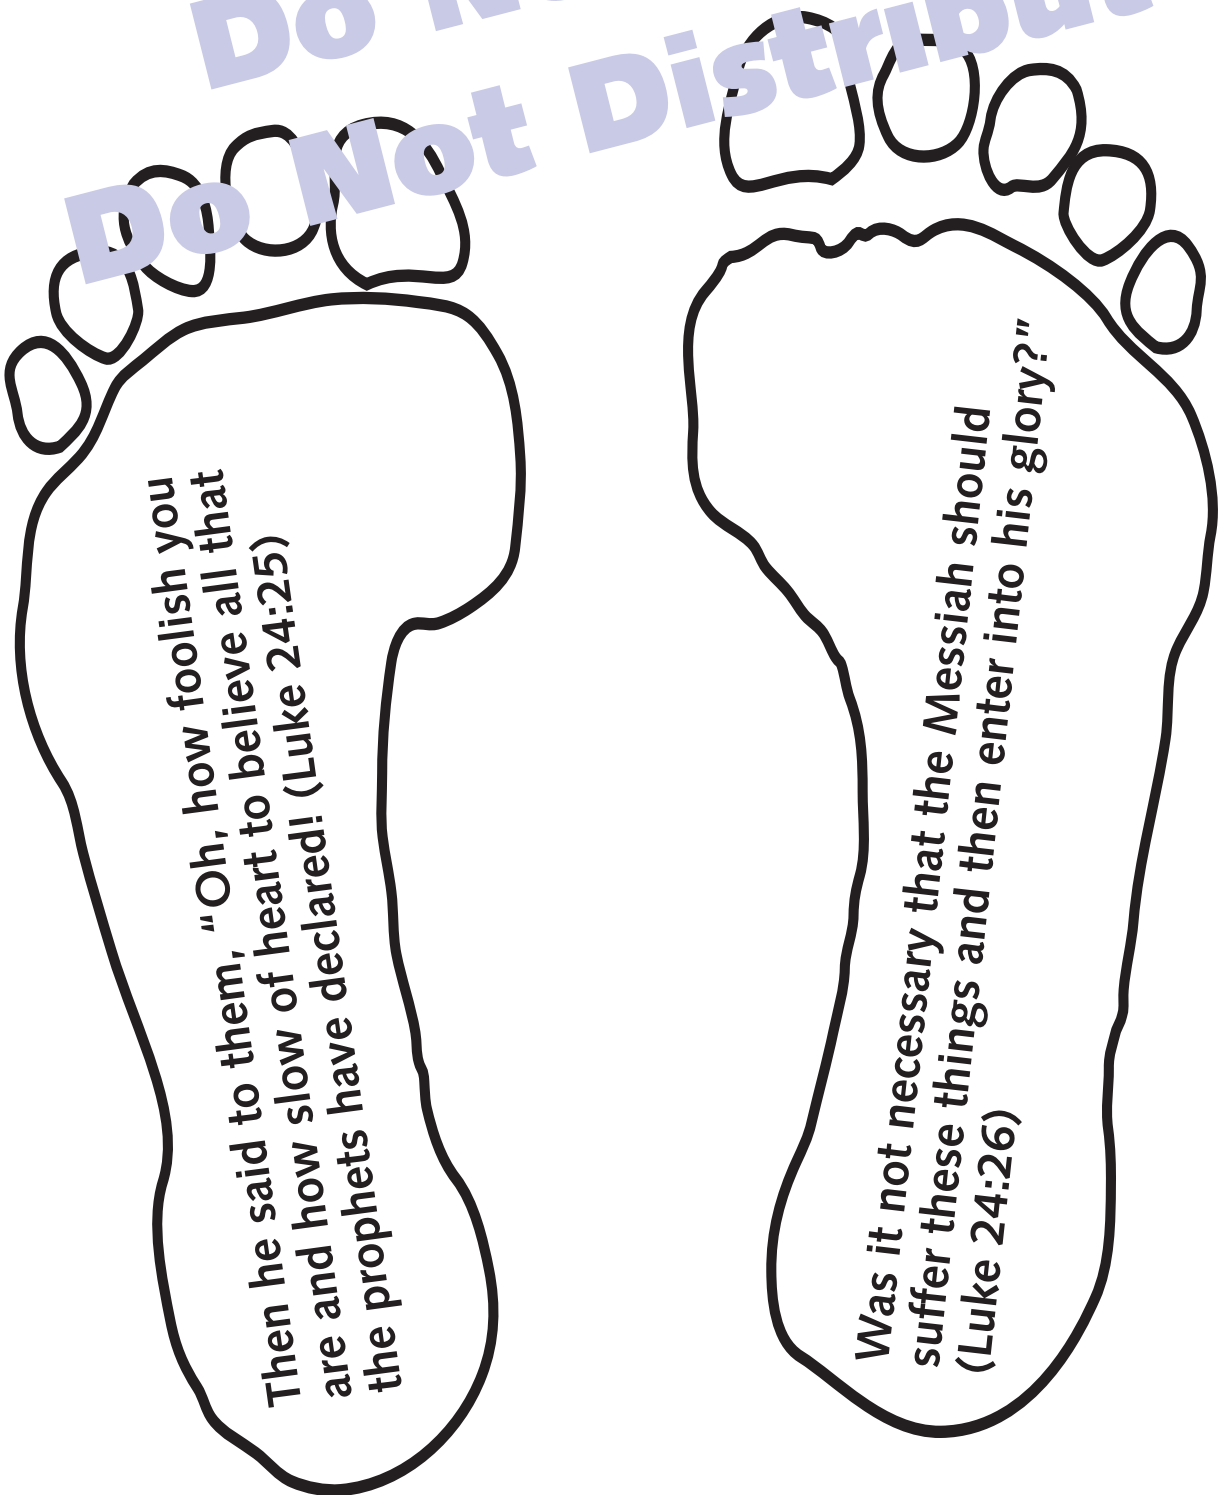 Do
Do Not Distribut
Then he said to them, “Oh, how foolish you
are and how slow of heart to believe all that
the prophets have declared! (Luke 24:25)
Was it not necessary that the Messiah should
suffer these things and then enter into his glory?”
(Luke 24:26)